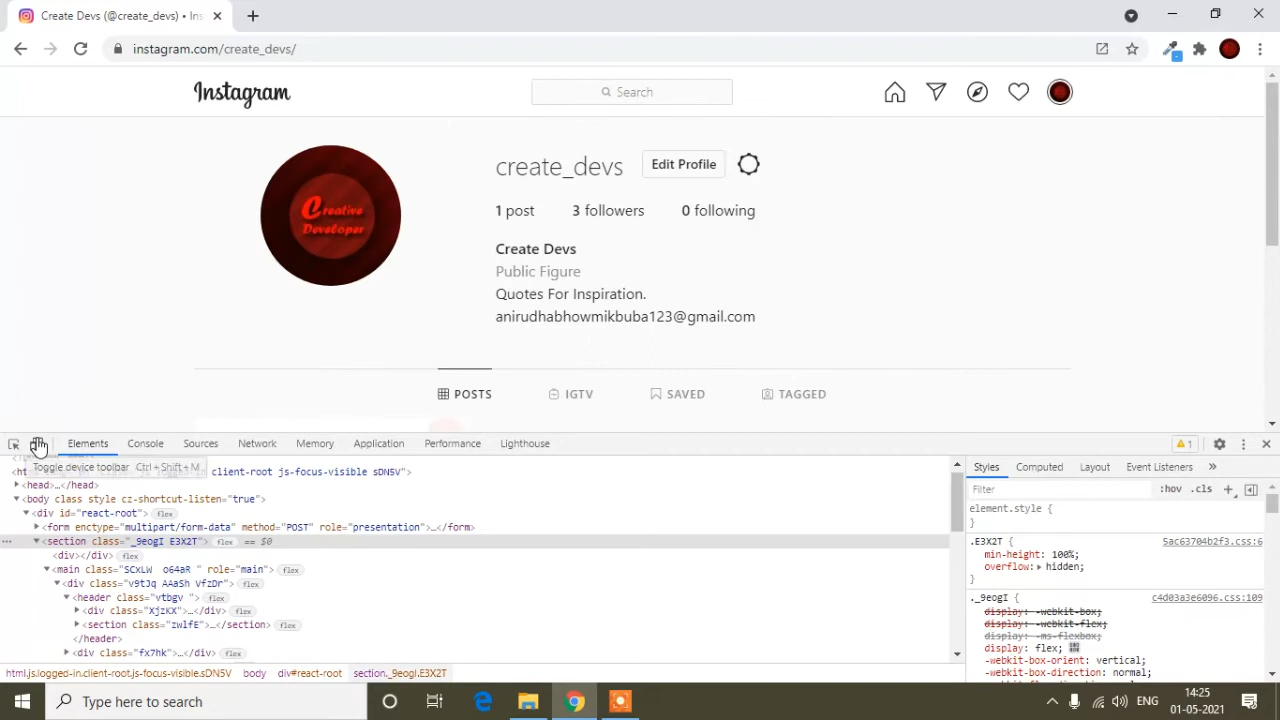 Create Devs (@create_devs) • Ins
instagram.com/create_devs/
Instagram
Search
create_devs
Edit Profile
1 post 3 followers 0 following
Creative
Developer
Create Devs
Public Figure
Quotes For Inspiration.
anirudhabhowmikbuba123@gmail.com
POSTS IGTV SAVED TAGGED
Elements Console Sources Network Memory Application Performance Lighthouse 1
Toggle device toolbar Ctrl + Shift + M
<ht client-root js-focus-visible sDN5V">
<head>…</head>
<body class style cz-shortcut-listen="true">
<div id="react-root"> flex
<form enctype="multipart/form-data" method="POST" role="presentation">…</form>
<section class="_9eogI E3X2T"> flex == $0
<div></div> flex
<main class="SCxLW o64aR " role="main"> flex
<div class="v9tJq AAaSh VfzDr"> flex
<header class="vtbgv "> flex
<div class="XjzKX">…</div> flex
<section class="zwlfE">…</section> flex
</header>
<div class="fx7hk">…</div> flex
html.js.logged-in.client-root.js-focus-visible.sDN5V body div#react-root section._9eogI.E3X2T
Styles Computed Layout Event Listeners »
Filter :hov .cls +
element.style {
}
.E3X2T { 5ac63704b2f3.css:6
min-height: 100%;
overflow: hidden;
}
._9eogI { c4d03a3e6096.css:109
display: -webkit-box;
display: -webkit-flex;
display: -ms-flexbox;
display: flex;
-webkit-box-orient: vertical;
-webkit-box-direction: normal;
Type here to search
ENG
14:25
01-05-2021